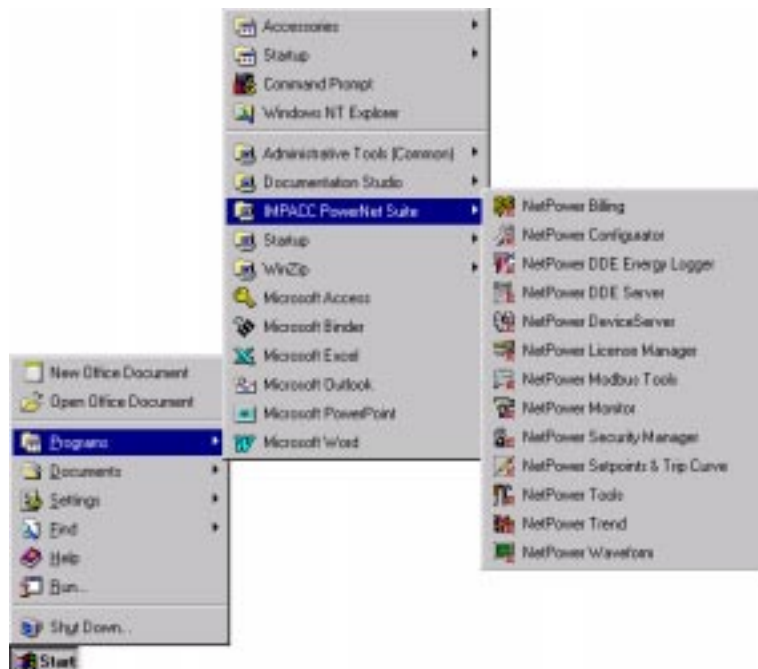 Accessories
Startup
Command Prompt
Windows NT Explorer
Administrative Tools (Common)
Documentation Studio
IMPACC PowerNet Suite
Startup
WinZip
Microsoft Access
Microsoft Binder
Microsoft Excel
Microsoft Outlook
Microsoft PowerPoint
Microsoft Word
NetPower Billing
NetPower Configurator
NetPower DDE Energy Logger
NetPower DDE Server
NetPower DeviceServer
NetPower License Manager
NetPower Modbus Tools
NetPower Monitor
NetPower Security Manager
NetPower Setpoints & Trip Curve
NetPower Tools
NetPower Trend
NetPower Waveform
New Office Document
Open Office Document
Programs
Documents
Settings
Find
Help
Run...
Shut Down...
Start